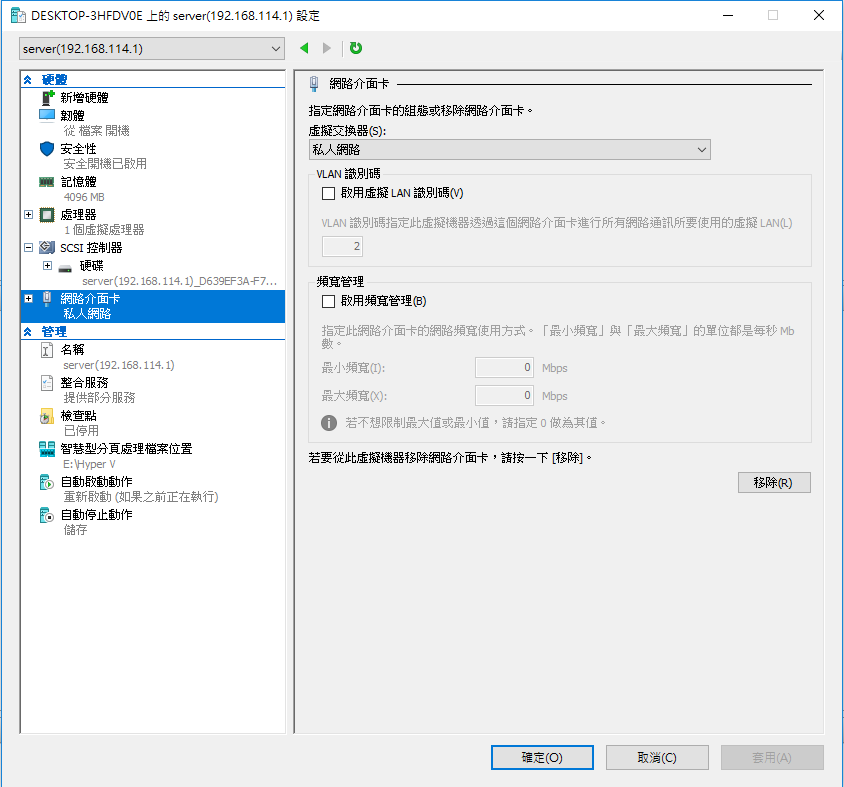 DESKTOP-3HFDV0E 上的 server(192.168.114.1) 設定
server(192.168.114.1)
硬體
新增硬體
韌體
從 檔案 開機
安全性
安全開機已啟用
記憶體
4096 MB
處理器
1 個虛擬處理器
SCSI 控制器
硬碟
server(192.168.114.1)_D639EF3A-F7...
網路介面卡
私人網路
管理
名稱
server(192.168.114.1)
整合服務
提供部分服務
檢查點
已停用
智慧型分頁處理檔案位置
E:\Hyper V
自動啟動動作
重新啟動 (如果之前正在執行)
自動停止動作
儲存
網路介面卡
指定網路介面卡的組態或移除網路介面卡。
虛擬交換器(S):
私人網路
VLAN 識別碼
啟用虛擬 LAN 識別碼(V)
VLAN 識別碼指定此虛擬機器透過這個網路介面卡進行所有網路通訊所要使用的虛擬 LAN(L)
2
頻寬管理
啟用頻寬管理(B)
指定此網路介面卡的網路頻寬使用方式。「最小頻寬」與「最大頻寬」的單位都是每秒 Mb
數。
最小頻寬(I): 0 Mbps
最大頻寬(X): 0 Mbps
若不想限制最大值或最小值，請指定 0 做為其值。
若要從此虛擬機器移除網路介面卡，請按一下 [移除]。
移除(R)
確定(O) 取消(C) 套用(A)